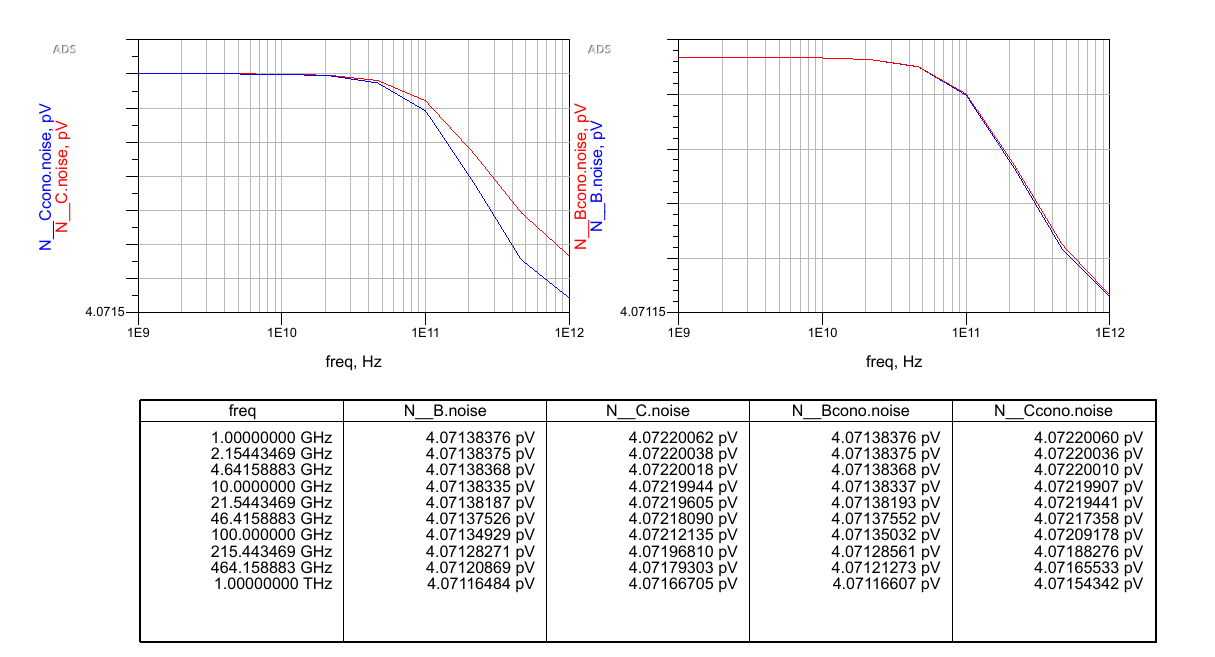 ADS
ADS
N__Ccono.noise, pV
N__C.noise, pV
4.0715
1E9
1E10
1E11
1E12
freq, Hz
N__Bcono.noise, pV
N__B.noise, pV
4.07115
1E9
1E10
1E11
1E12
freq, Hz
freq N__B.noise N__C.noise N__Bcono.noise N__Ccono.noise
1.00000000 GHz 4.07138376 pV 4.07220062 pV 4.07138376 pV 4.07220060 pV
2.15443469 GHz 4.07138375 pV 4.07220038 pV 4.07138375 pV 4.07220036 pV
4.64158883 GHz 4.07138368 pV 4.07220018 pV 4.07138368 pV 4.07220010 pV
10.0000000 GHz 4.07138335 pV 4.07219944 pV 4.07138337 pV 4.07219907 pV
21.5443469 GHz 4.07138187 pV 4.07219605 pV 4.07138193 pV 4.07219441 pV
46.4158883 GHz 4.07137526 pV 4.07218090 pV 4.07137552 pV 4.07217358 pV
100.000000 GHz 4.07134929 pV 4.07212135 pV 4.07135032 pV 4.07209178 pV
215.443469 GHz 4.07128271 pV 4.07196810 pV 4.07128561 pV 4.07188276 pV
464.158883 GHz 4.07120869 pV 4.07179303 pV 4.07121273 pV 4.07165533 pV
1.00000000 THz 4.07116484 pV 4.07166705 pV 4.07116607 pV 4.07154342 pV